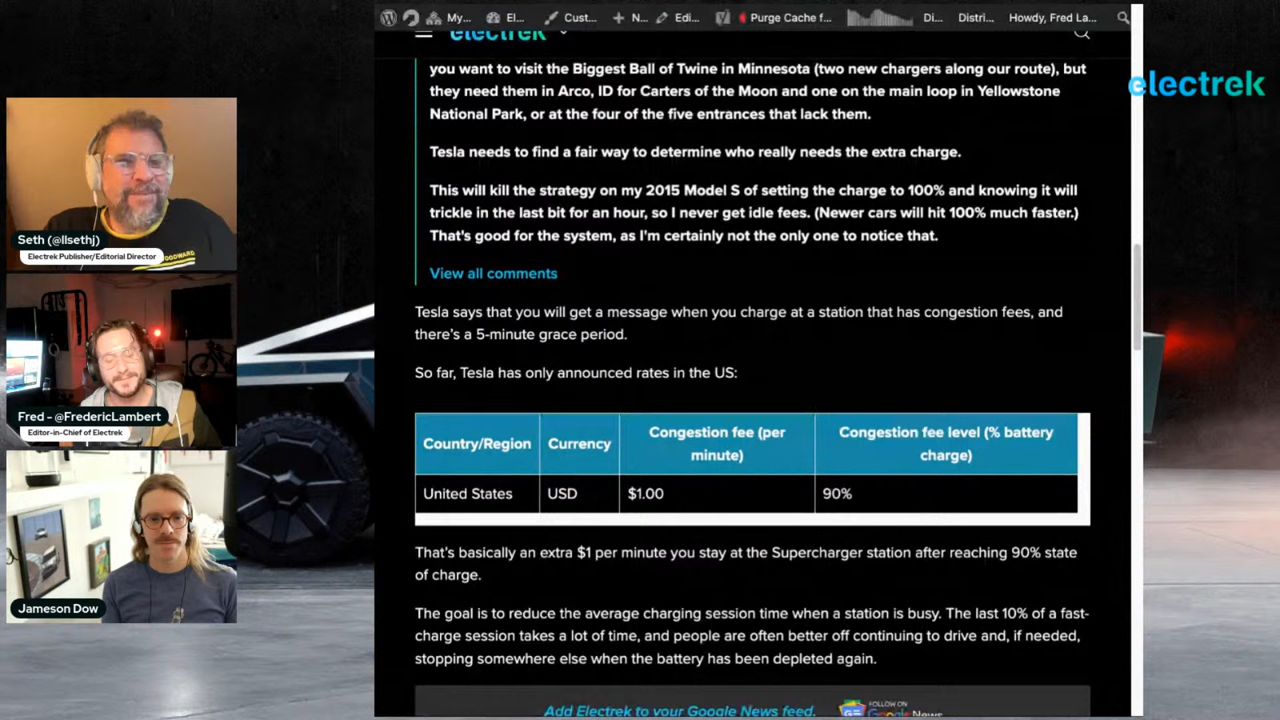 My...
El...
Cust...
N...
Edi...
Purge Cache f...
Di...
Distri...
Howdy, Fred La...
electrek
electrek
you want to visit the Biggest Ball of Twine in Minnesota (two new chargers along our route), but
they need them in Arco, ID for Carters of the Moon and one on the main loop in Yellowstone
National Park, or at the four of the five entrances that lack them.
Tesla needs to find a fair way to determine who really needs the extra charge.
This will kill the strategy on my 2015 Model S of setting the charge to 100% and knowing it will
trickle in the last bit for an hour, so I never get idle fees. (Newer cars will hit 100% much faster.)
That's good for the system, as I'm certainly not the only one to notice that.
View all comments
Tesla says that you will get a message when you charge at a station that has congestion fees, and
there's a 5-minute grace period.
So far, Tesla has only announced rates in the US:
Country/Region Currency Congestion fee (per minute) Congestion fee level (% battery charge)
United States USD $1.00 90%
That's basically an extra $1 per minute you stay at the Supercharger station after reaching 90% state
of charge.
The goal is to reduce the average charging session time when a station is busy. The last 10% of a fast-
charge session takes a lot of time, and people are often better off continuing to drive and, if needed,
stopping somewhere else when the battery has been depleted again.
Add Electrek to your Google News feed.
FOLLOW ON
Google News
Seth (@llsethj)
Electrek Publisher/Editorial Director
Fred - @FredericLambert
Editor-in-Chief of Electrek
Jameson Dow